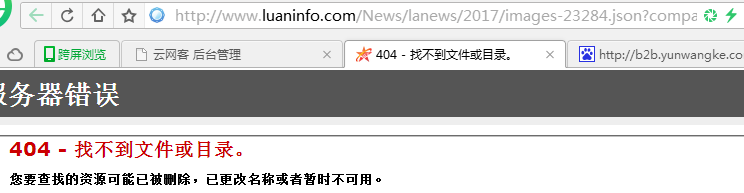 http://www.luaninfo.com/News/lanews/2017/images-23284.json?compa
跨屏浏览
云网客 后台管理
404 - 找不到文件或目录。
http://b2b.yunwangke.com
服务器错误
404 - 找不到文件或目录。
您要查找的资源可能已被删除，已更改名称或者暂时不可用。